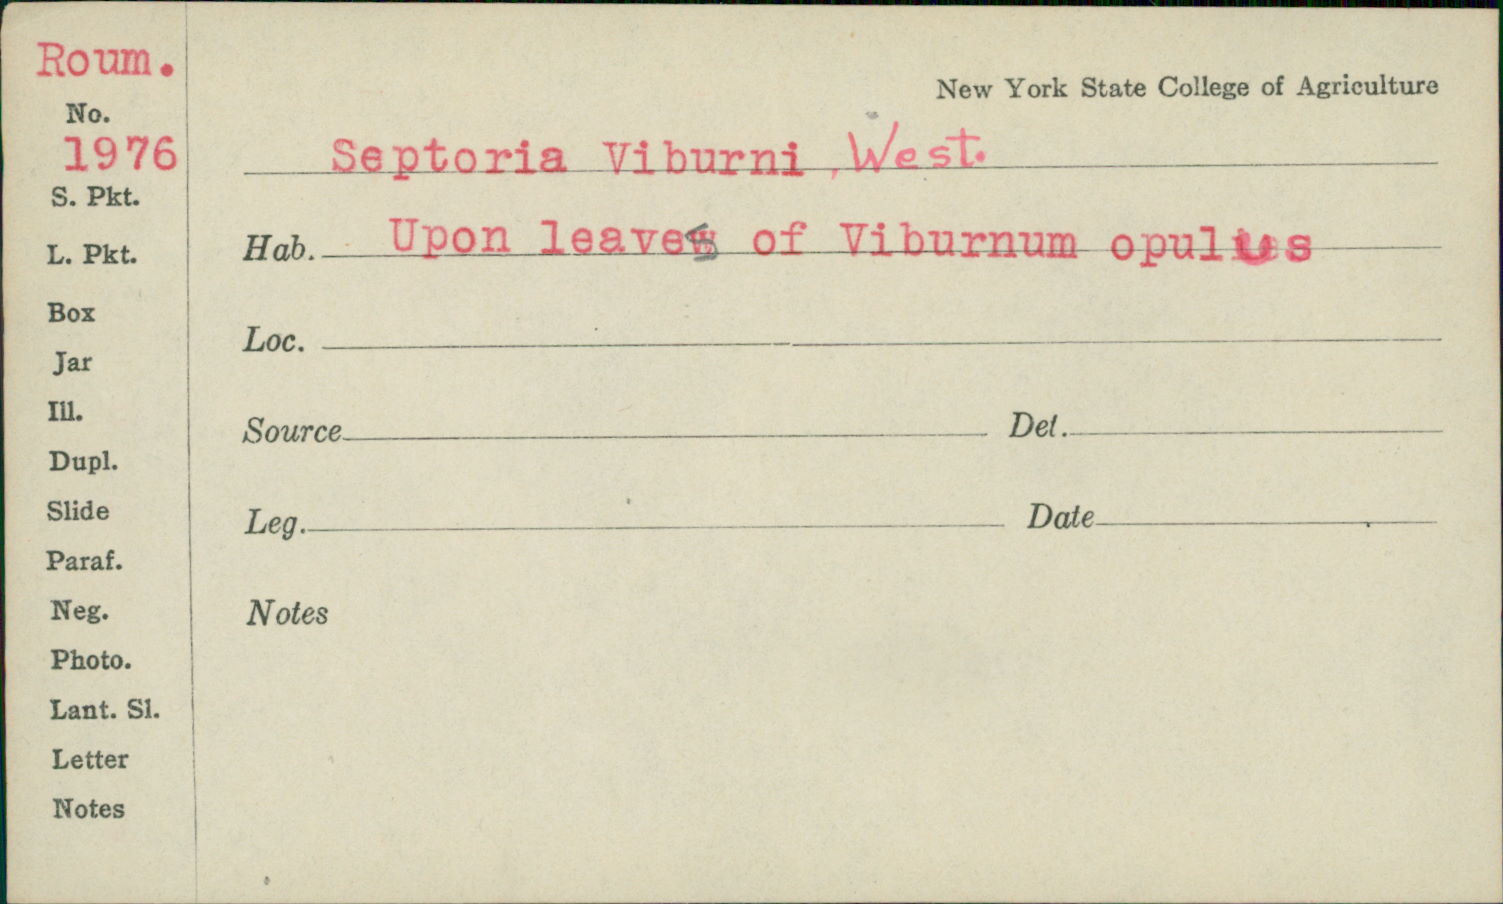 Roum.
No.
1976
S. Pkt.
L. Pkt.
Box
Jar
Ill.
Dupl.
Slide
Paraf.
Neg.
Photo.
Lant. Sl.
Letter
Notes
New York State College of Agriculture
Septoria Viburni, West.
Hab. Upon leaves of Viburnum opulus
Loc.
Source Det.
Leg. Date
Notes